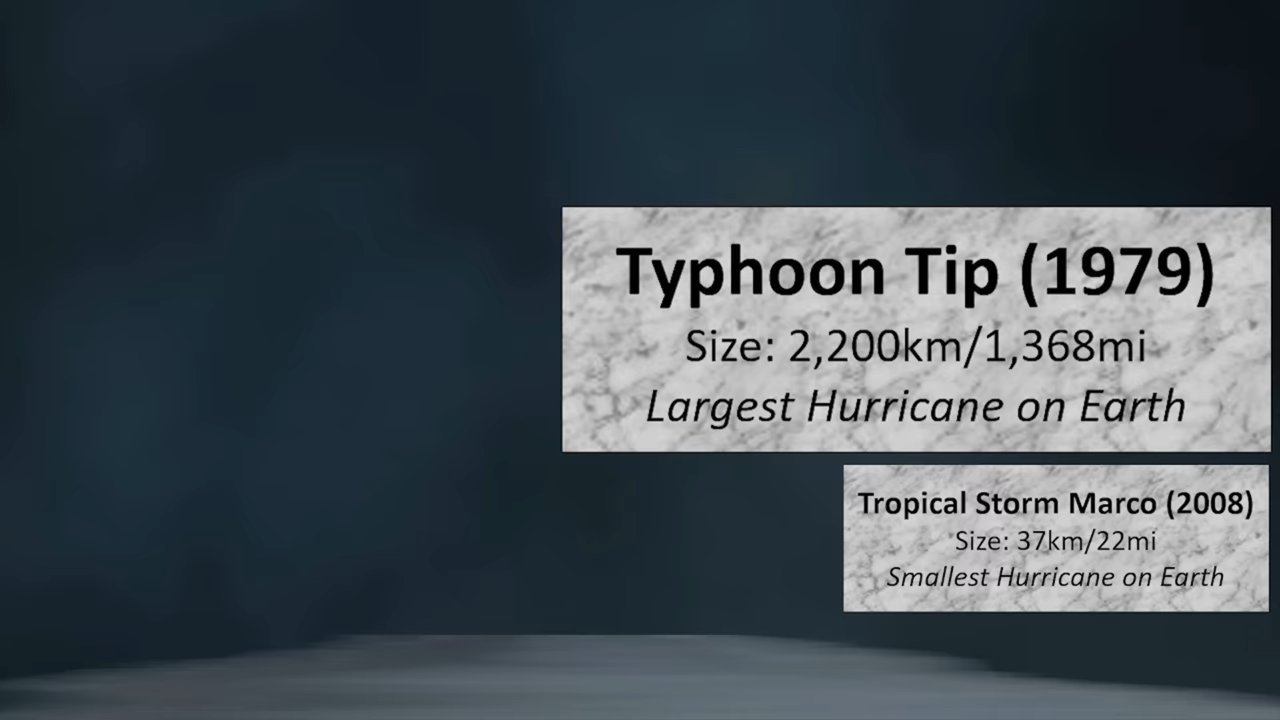 Typhoon Tip (1979)
Size: 2,200km/1,368mi
Largest Hurricane on Earth
Tropical Storm Marco (2008)
Size: 37km/22mi
Smallest Hurricane on Earth